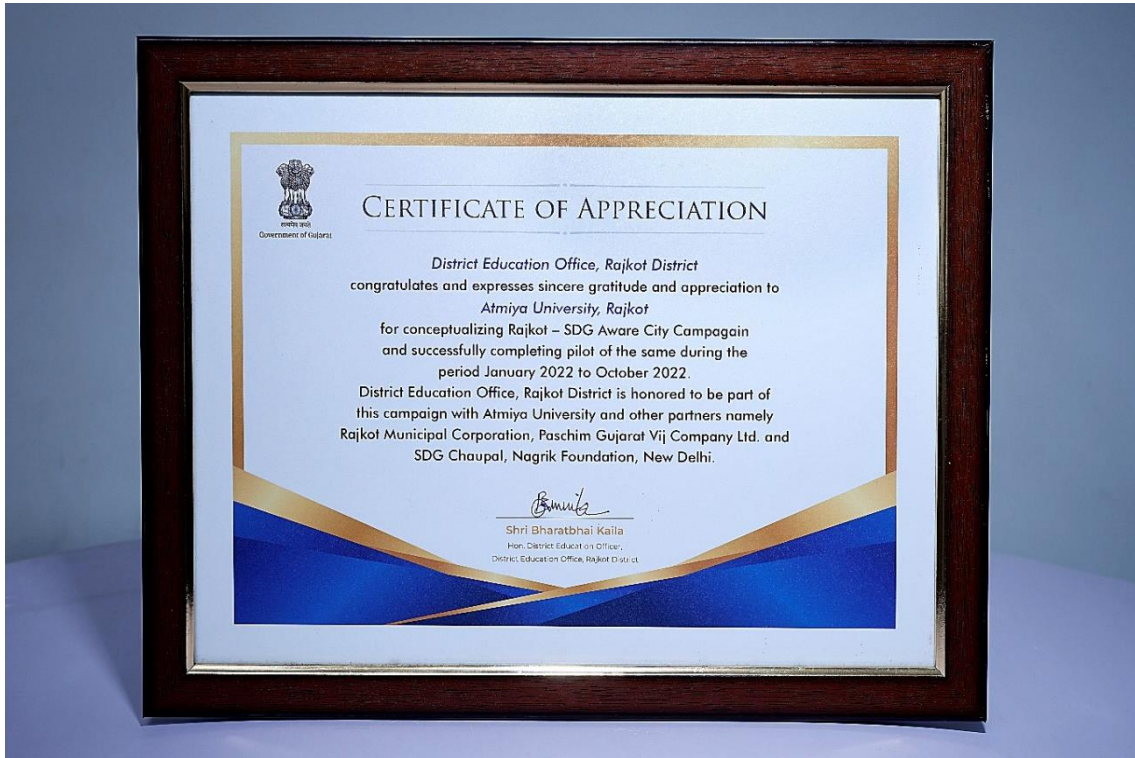 सत्यमेव जयते
Government of Gujarat
CERTIFICATE OF APPRECIATION
District Education Office, Rajkot District
congratulates and expresses sincere gratitude and appreciation to
Atmiya University, Rajkot
for conceptualizing Rajkot – SDG Aware City Campagain
and successfully completing pilot of the same during the
period January 2022 to October 2022.
District Education Office, Rajkot District is honored to be part of
this campaign with Atmiya University and other partners namely
Rajkot Municipal Corporation, Paschim Gujarat Vij Company Ltd. and
SDG Chaupal, Nagrik Foundation, New Delhi.
Shri Bharatbhai Kaila
Hon. District Education Officer,
District Education Office, Rajkot District